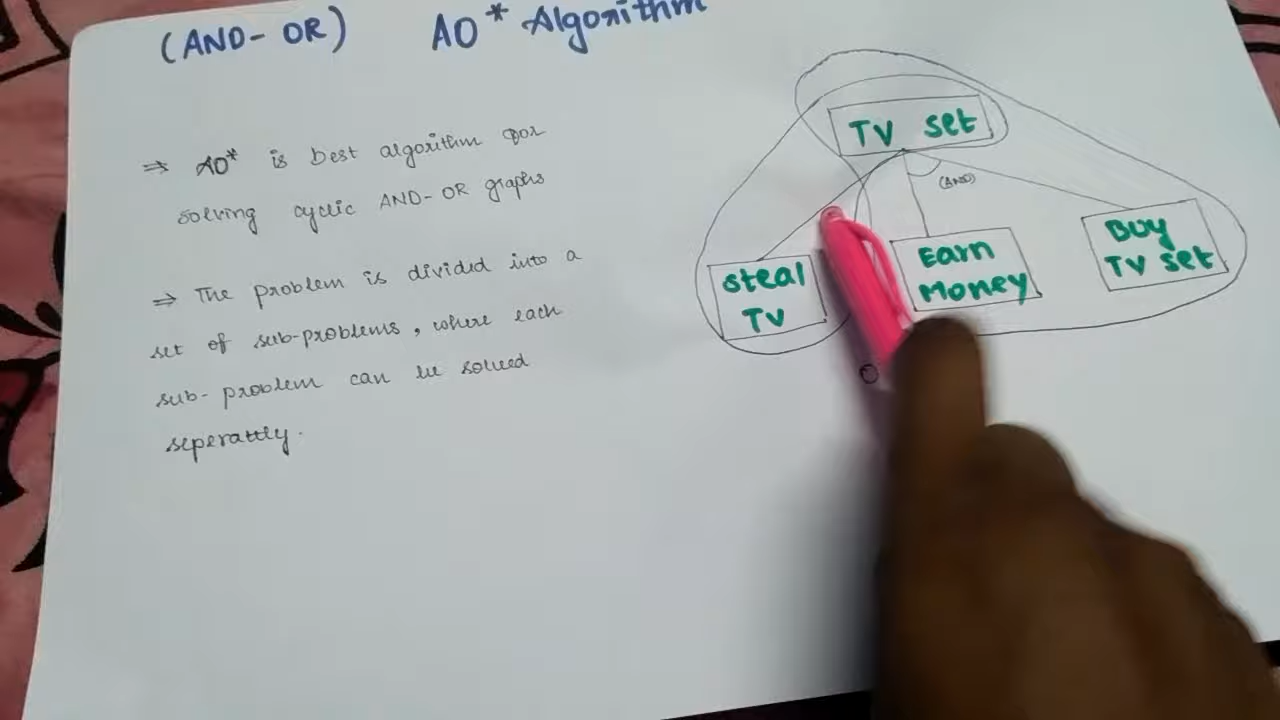 (AND-OR) AO* Algorithm
⇒ AO* is best algorithm for
solving cyclic AND-OR graphs
⇒ The problem is divided into a
set of sub-problems, where each
sub-problem can be solved
seperattly.
TV set
(AND)
Steal
TV
Earn
Money
Buy
TV set